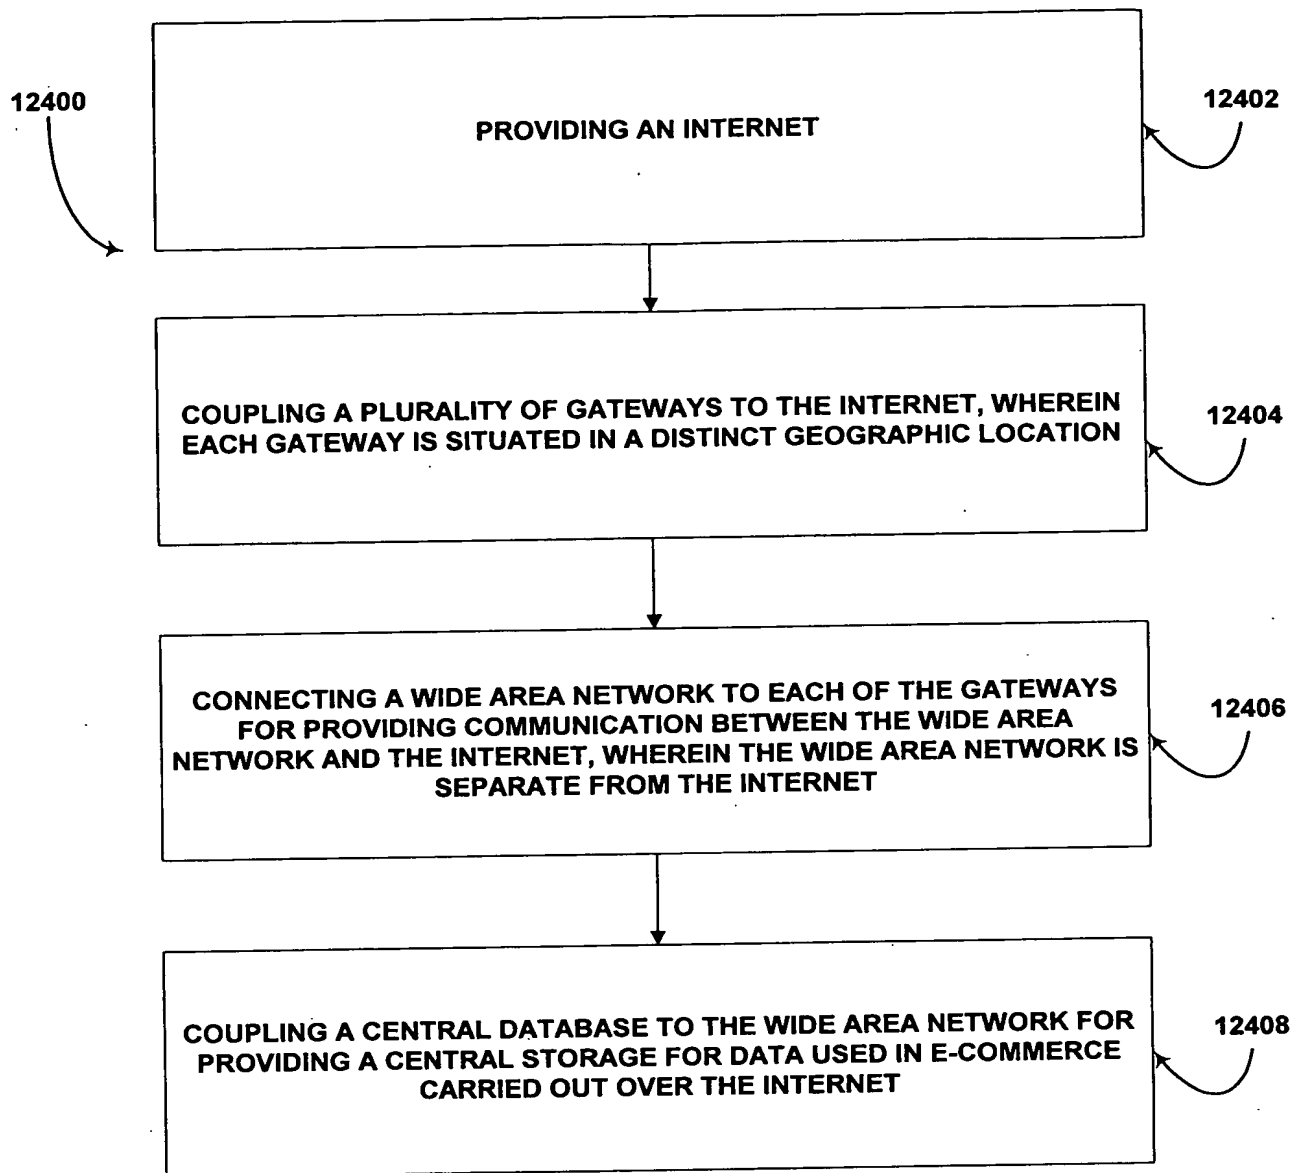 12400
12402
PROVIDING AN INTERNET
COUPLING A PLURALITY OF GATEWAYS TO THE INTERNET, WHEREIN
EACH GATEWAY IS SITUATED IN A DISTINCT GEOGRAPHIC LOCATION
12404
CONNECTING A WIDE AREA NETWORK TO EACH OF THE GATEWAYS
FOR PROVIDING COMMUNICATION BETWEEN THE WIDE AREA
NETWORK AND THE INTERNET, WHEREIN THE WIDE AREA NETWORK IS
SEPARATE FROM THE INTERNET
12406
COUPLING A CENTRAL DATABASE TO THE WIDE AREA NETWORK FOR
PROVIDING A CENTRAL STORAGE FOR DATA USED IN E-COMMERCE
CARRIED OUT OVER THE INTERNET
12408